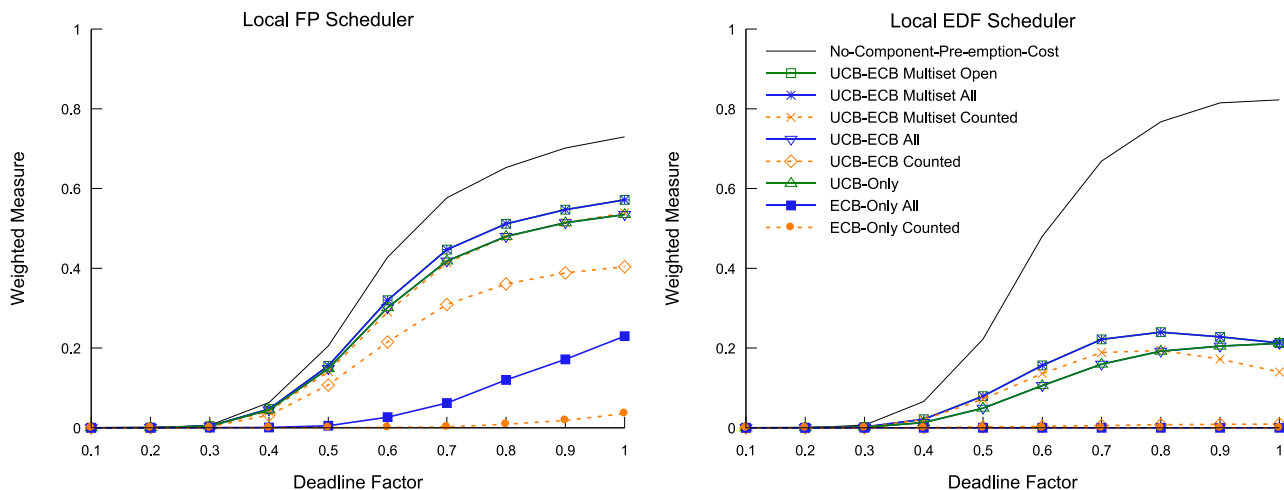 Local FP Scheduler
1
0.8
0.6
0.4
0.2
0
Weighted Measure
0.1 0.2 0.3 0.4 0.5 0.6 0.7 0.8 0.9 1
Deadline Factor
Local EDF Scheduler
1
0.8
0.6
0.4
0.2
0
Weighted Measure
No-Component-Pre-emption-Cost
UCB-ECB Multiset Open
UCB-ECB Multiset All
UCB-ECB Multiset Counted
UCB-ECB All
UCB-ECB Counted
UCB-Only
ECB-Only All
ECB-Only Counted
0.1 0.2 0.3 0.4 0.5 0.6 0.7 0.8 0.9 1
Deadline Factor